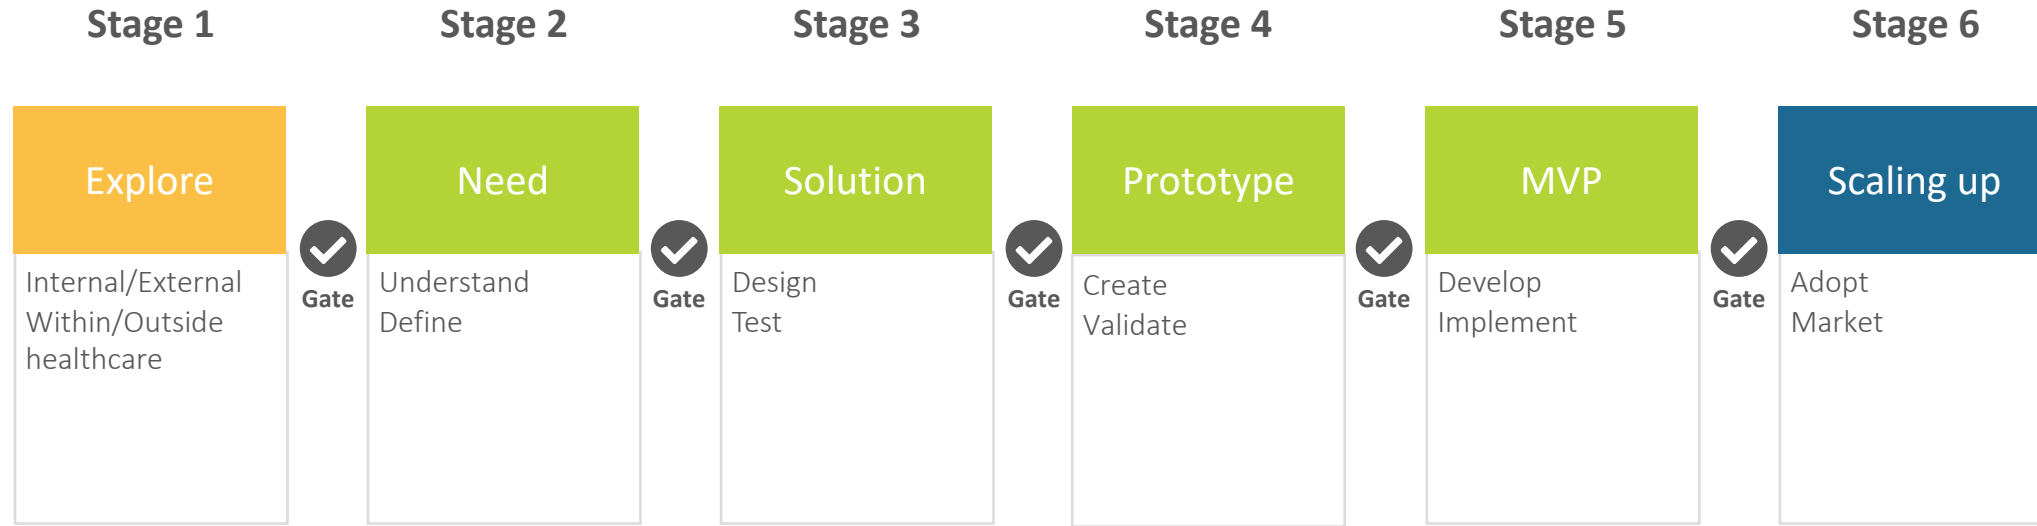 Stage 1
Stage 2
Stage 3
Stage 4
Stage 5
Stage 6
Explore
Need
Solution
Prototype
MVP
Scaling up
Internal/External
Within/Outside
healthcare
Gate
Understand
Define
Gate
Design
Test
Gate
Create
Validate
Gate
Develop
Implement
Gate
Adopt
Market